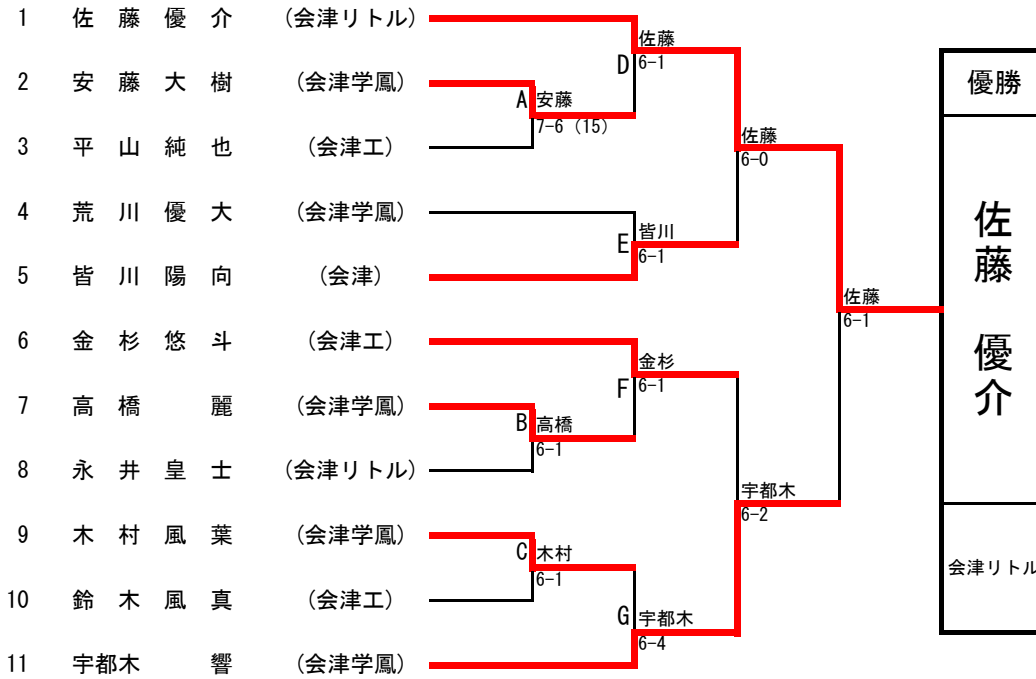 1 佐 藤 優 介 (会津リトル)
2 安 藤 大 樹 (会津学鳳)
3 平 山 純 也 (会津工)
4 荒 川 優 大 (会津学鳳)
5 皆 川 陽 向 (会津)
6 金 杉 悠 斗 (会津工)
7 高 橋 麗 (会津学鳳)
8 永 井 皇 士 (会津リトル)
9 木 村 風 葉 (会津学鳳)
10 鈴 木 風 真 (会津工)
11 宇都木 響 (会津学鳳)
A 安藤
7-6 (15)
B 高橋
6-1
C 木村
6-1
D 佐藤
6-1
E 皆川
6-1
F 金杉
6-1
G 宇都木
6-4
佐藤
6-0
宇都木
6-2
佐藤
6-1
優勝
佐藤 優介
会津リトル